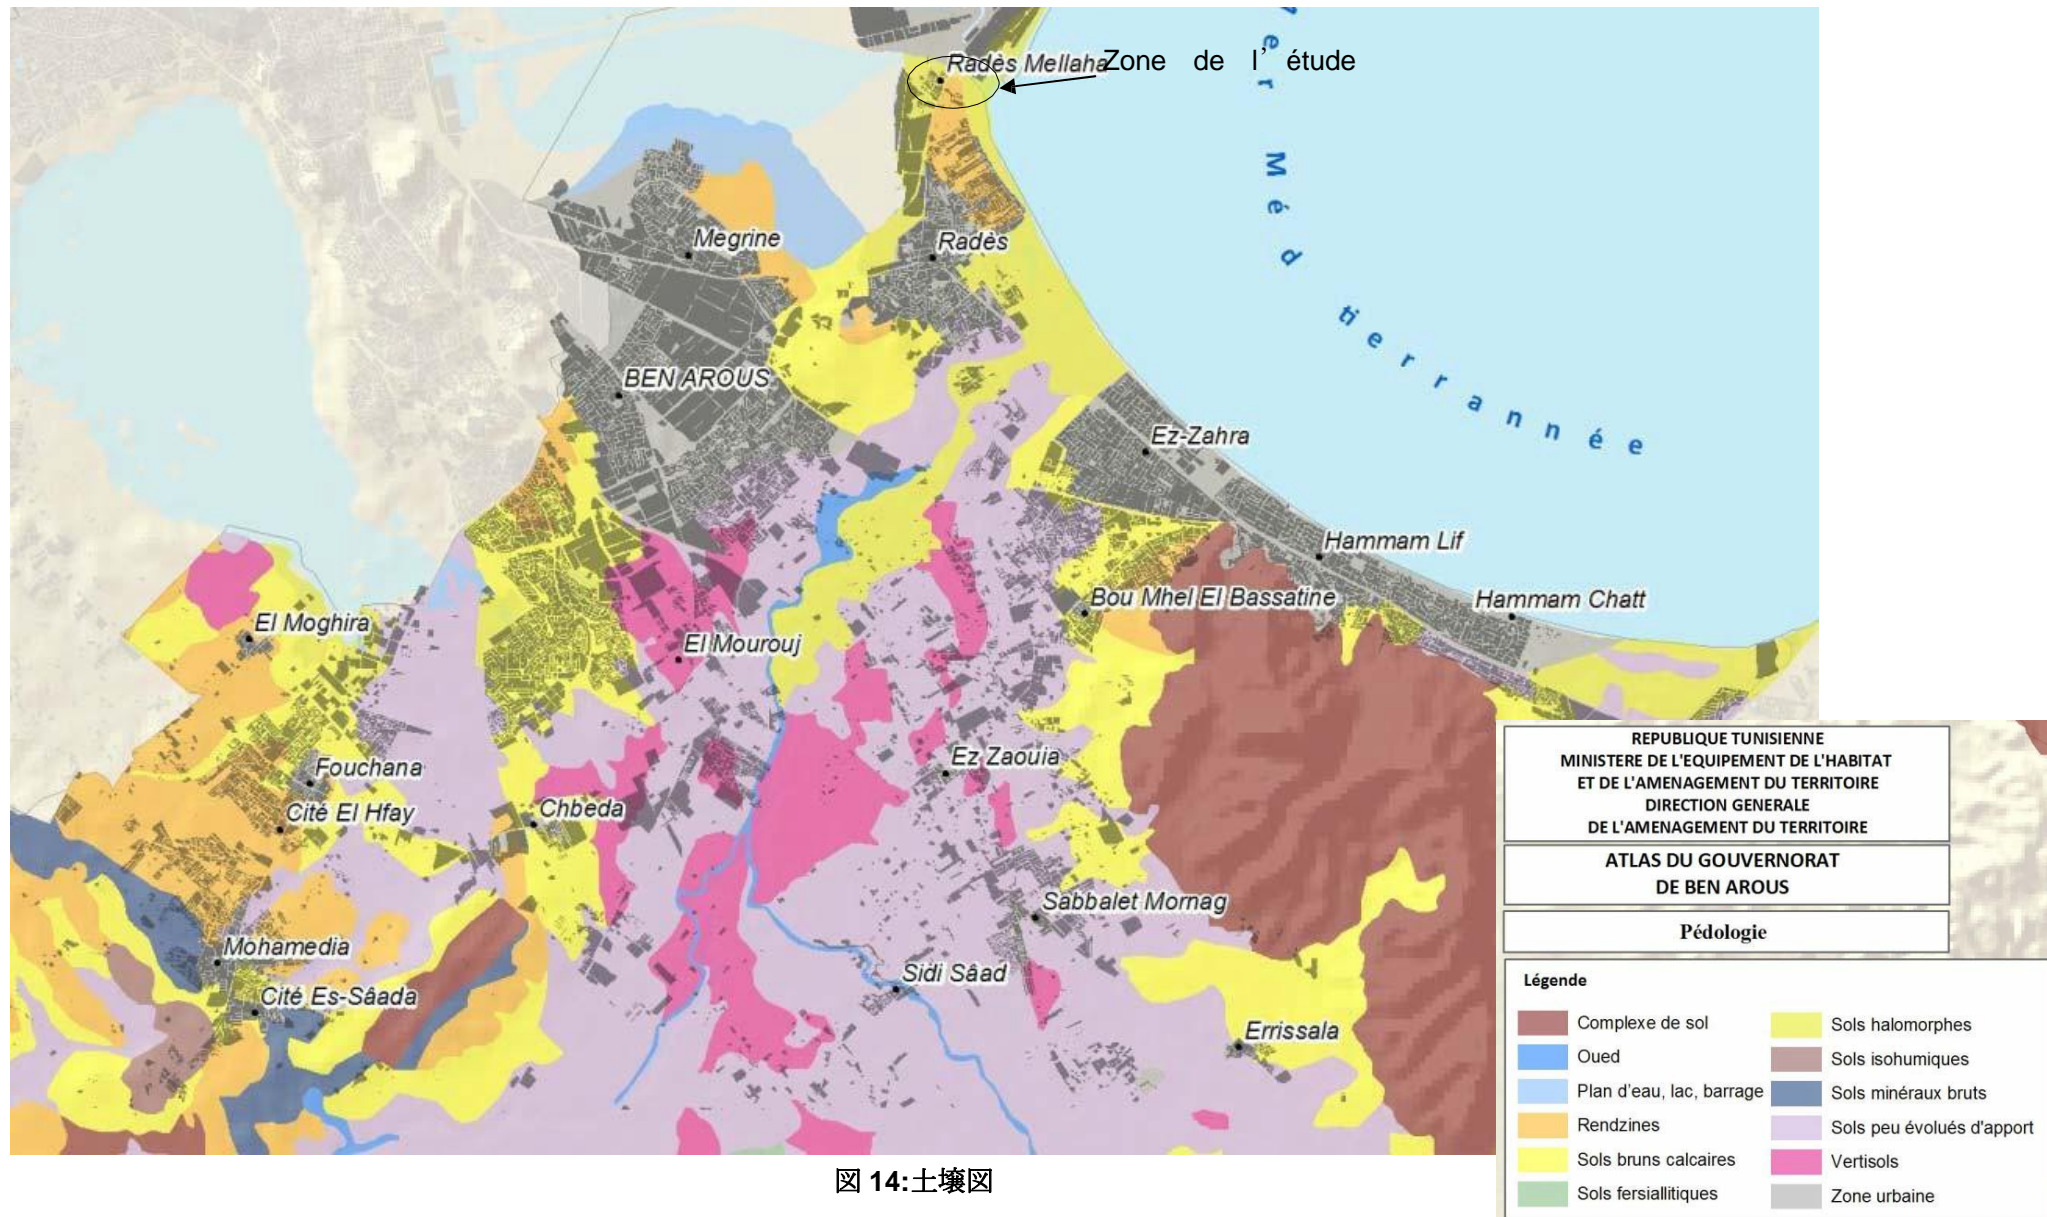 Radès Mellaha
Zone de l’étude
Mer Méditierrannée
Megrine
Radès
BEN AROUS
Ez-Zahra
Hammam Lif
Bou Mhel El Bassatine
Hammam Chatt
El Moghira
El Mourouj
Fouchana
Ez Zaouia
Cité El Hfay
Chbeda
Sabbalet Mornag
Mohamedia
Sidi Sâad
Cité Es-Sâada
Errissala
REPUBLIQUE TUNISIENNE
MINISTERE DE L'EQUIPEMENT DE L'HABITAT
ET DE L'AMENAGEMENT DU TERRITOIRE
DIRECTION GENERALE
DE L'AMENAGEMENT DU TERRITOIRE
ATLAS DU GOUVERNORAT
DE BEN AROUS
Pédologie
Légende
Complexe de sol
Oued
Plan d'eau, lac, barrage
Rendzines
Sols bruns calcaires
Sols fersiallitiques
Sols halomorphes
Sols isohumiques
Sols minéraux bruts
Sols peu évolués d'apport
Vertisols
Zone urbaine
図 14:土壌図